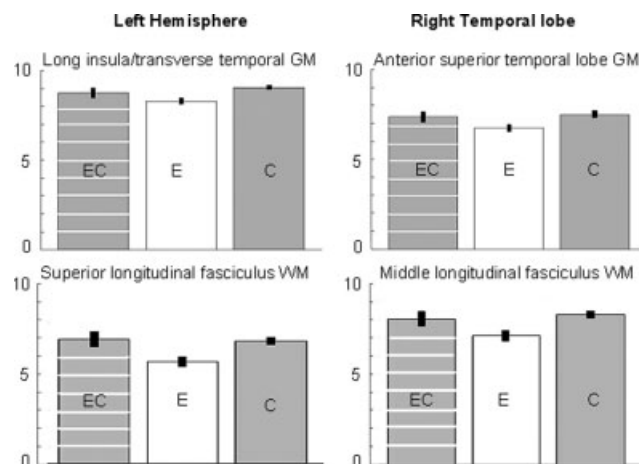 Left Hemisphere
Right Temporal lobe
Long insula/transverse temporal GM
10
5
0
EC
E
C
Anterior superior temporal lobe GM
10
5
0
EC
E
C
Superior longitudinal fasciculus WM
10
5
0
EC
E
C
Middle longitudinal fasciculus WM
10
5
0
EC
E
C